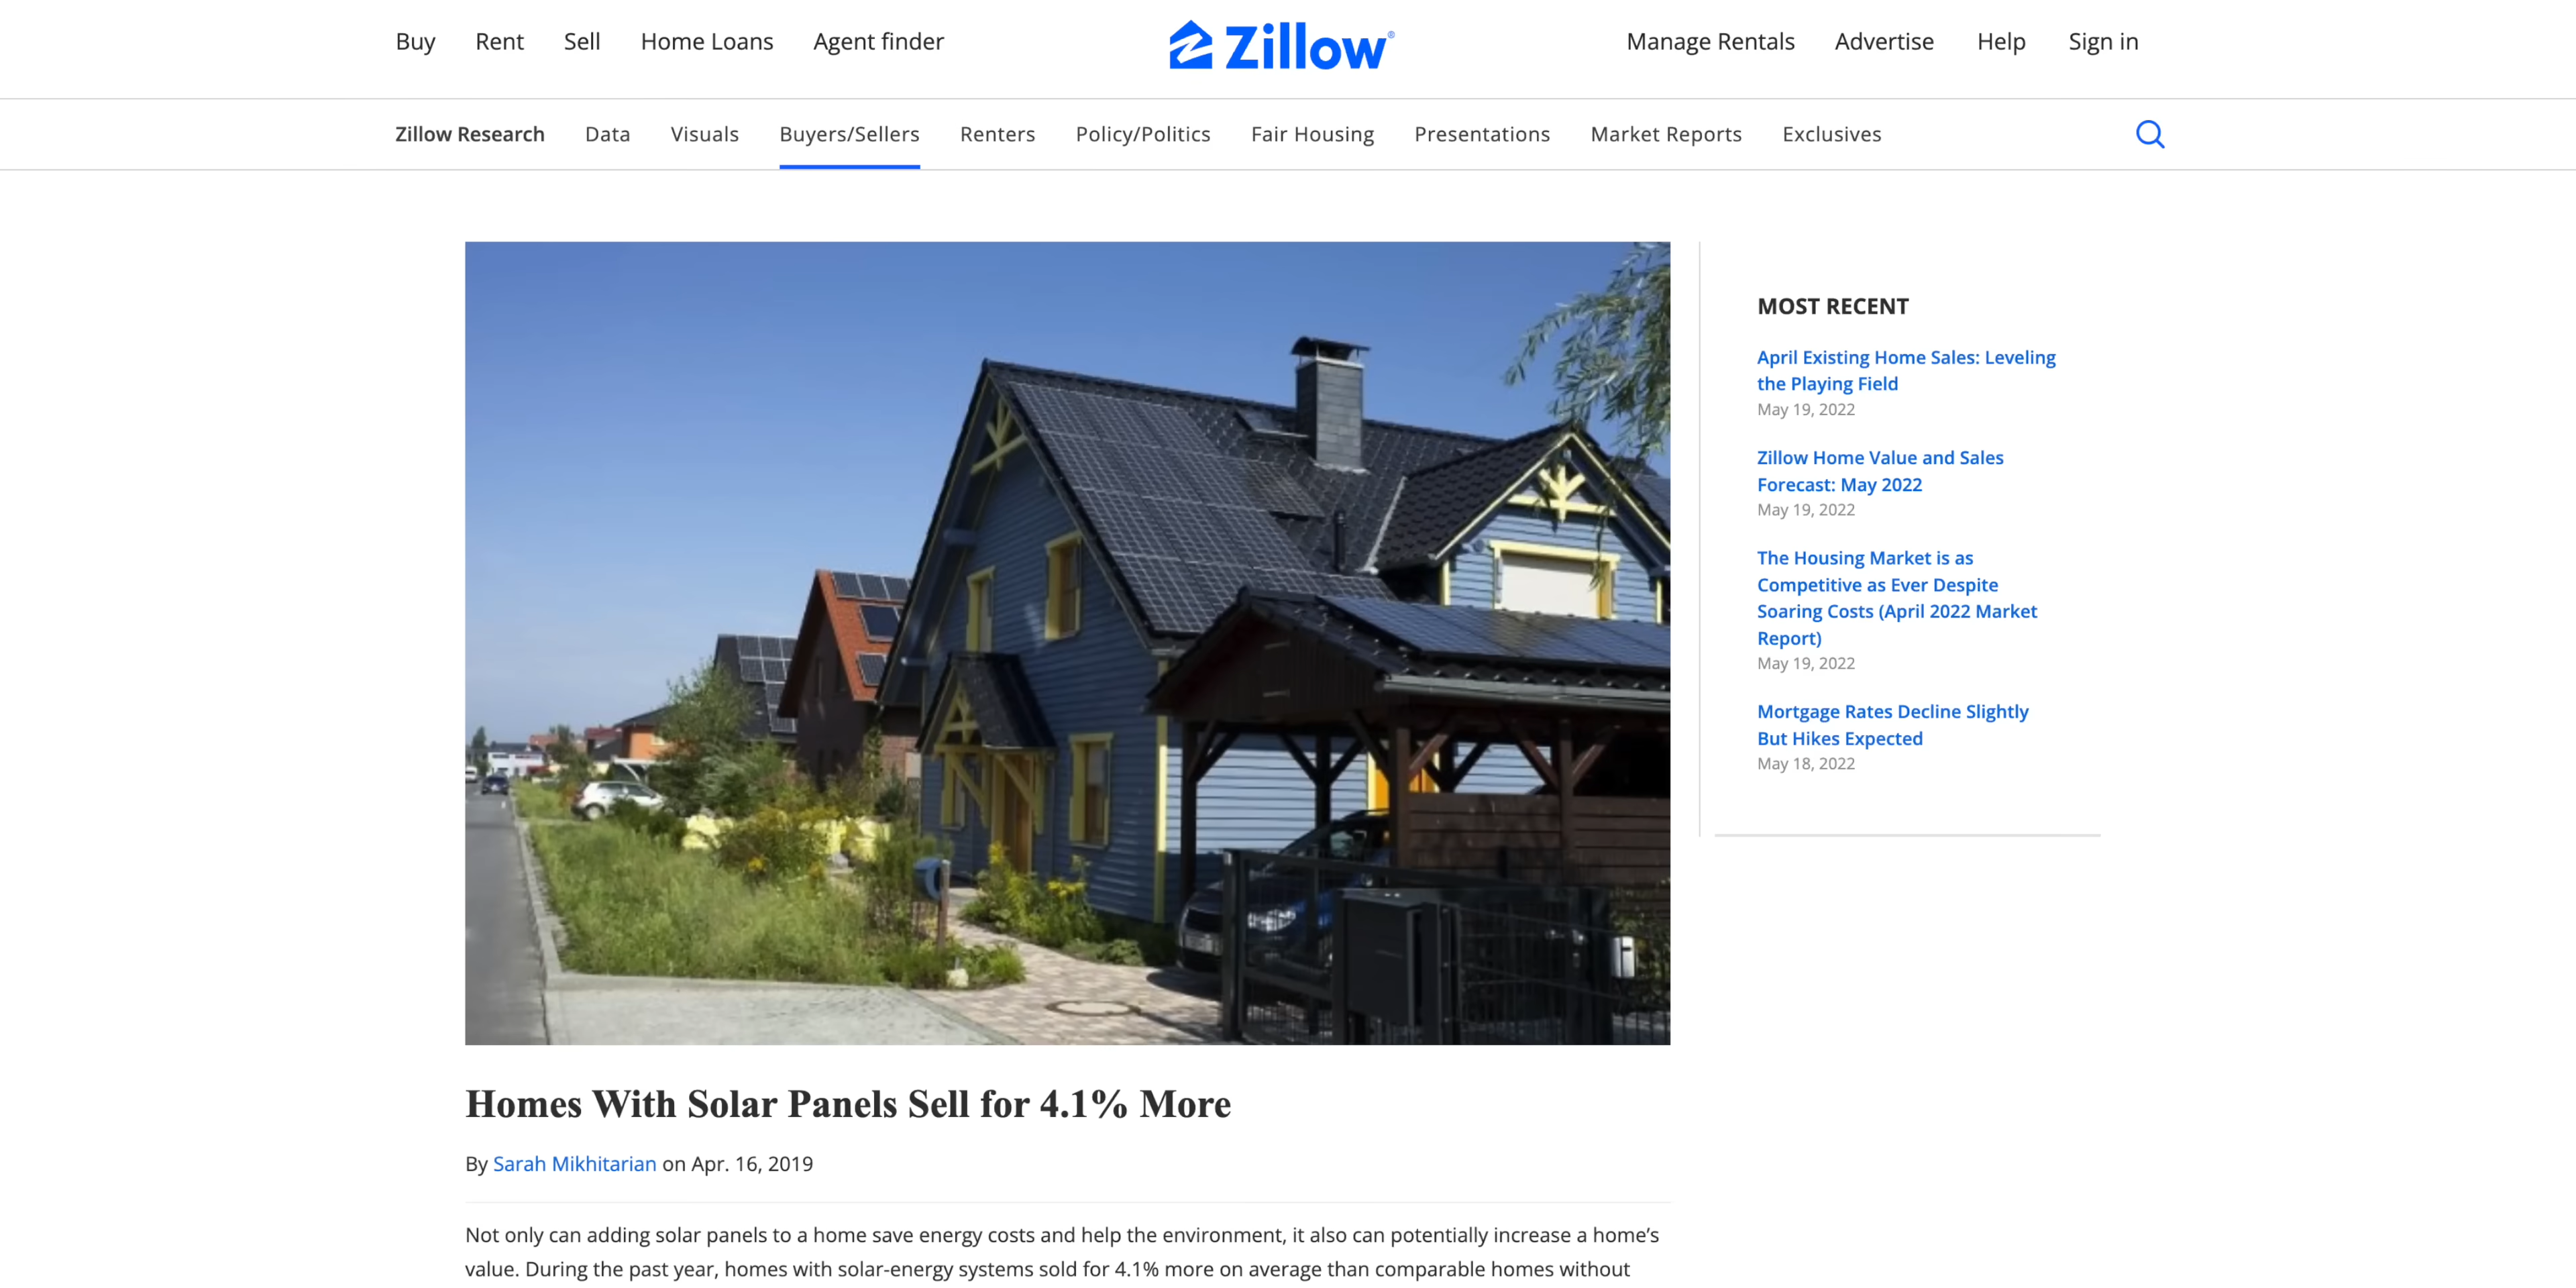 Buy Rent Sell Home Loans Agent finder Zillow® Manage Rentals Advertise Help Sign in
Zillow Research Data Visuals Buyers/Sellers Renters Policy/Politics Fair Housing Presentations Market Reports Exclusives
MOST RECENT
April Existing Home Sales: Leveling
the Playing Field
May 19, 2022
Zillow Home Value and Sales
Forecast: May 2022
May 19, 2022
The Housing Market is as
Competitive as Ever Despite
Soaring Costs (April 2022 Market
Report)
May 19, 2022
Mortgage Rates Decline Slightly
But Hikes Expected
May 18, 2022
Homes With Solar Panels Sell for 4.1% More
By Sarah Mikhitarian on Apr. 16, 2019
Not only can adding solar panels to a home save energy costs and help the environment, it also can potentially increase a home’s
value. During the past year, homes with solar-energy systems sold for 4.1% more on average than comparable homes without